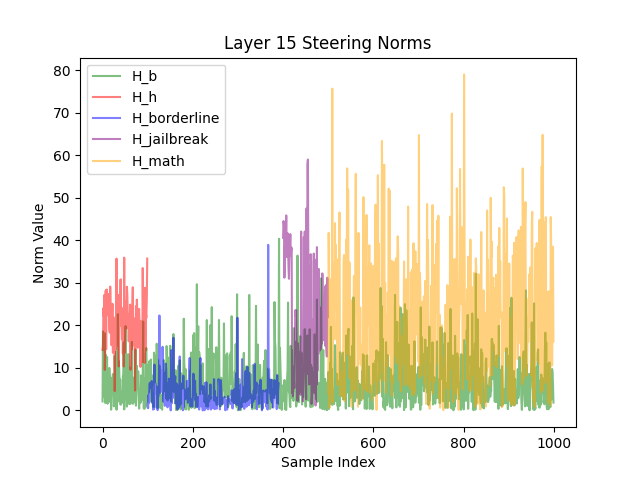 Layer 15 Steering Norms
80
70
60
50
40
30
20
10
0
Norm Value
H_b
H_h
H_borderline
H_jailbreak
H_math
0
200
400
600
800
1000
Sample Index